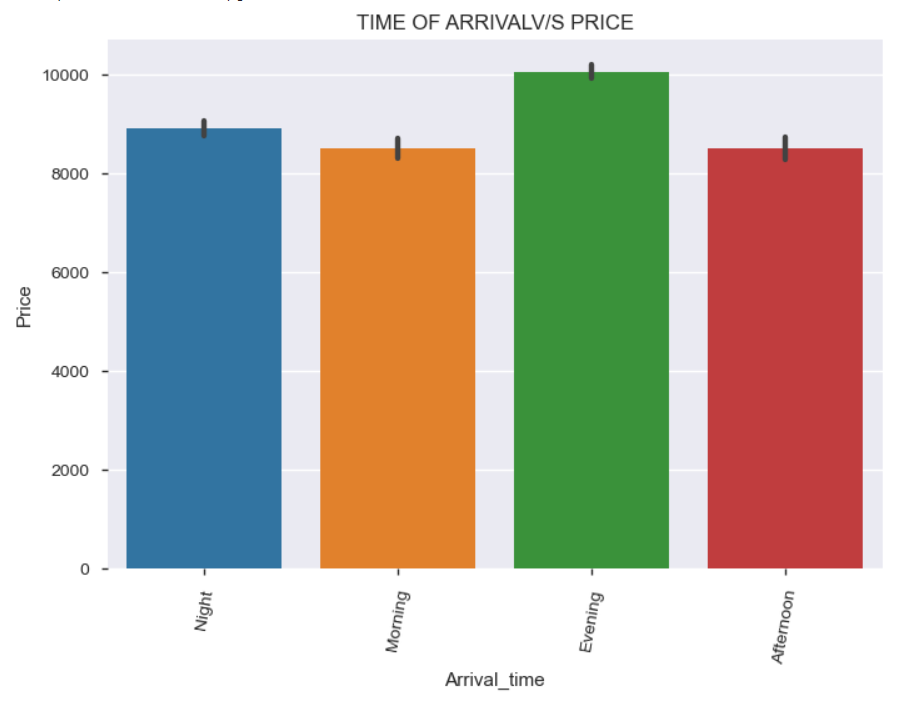 TIME OF ARRIVALV/S PRICE
10000
8000
6000
4000
2000
0
Price
Night
Morning
Evening
Afternoon
Arrival_time